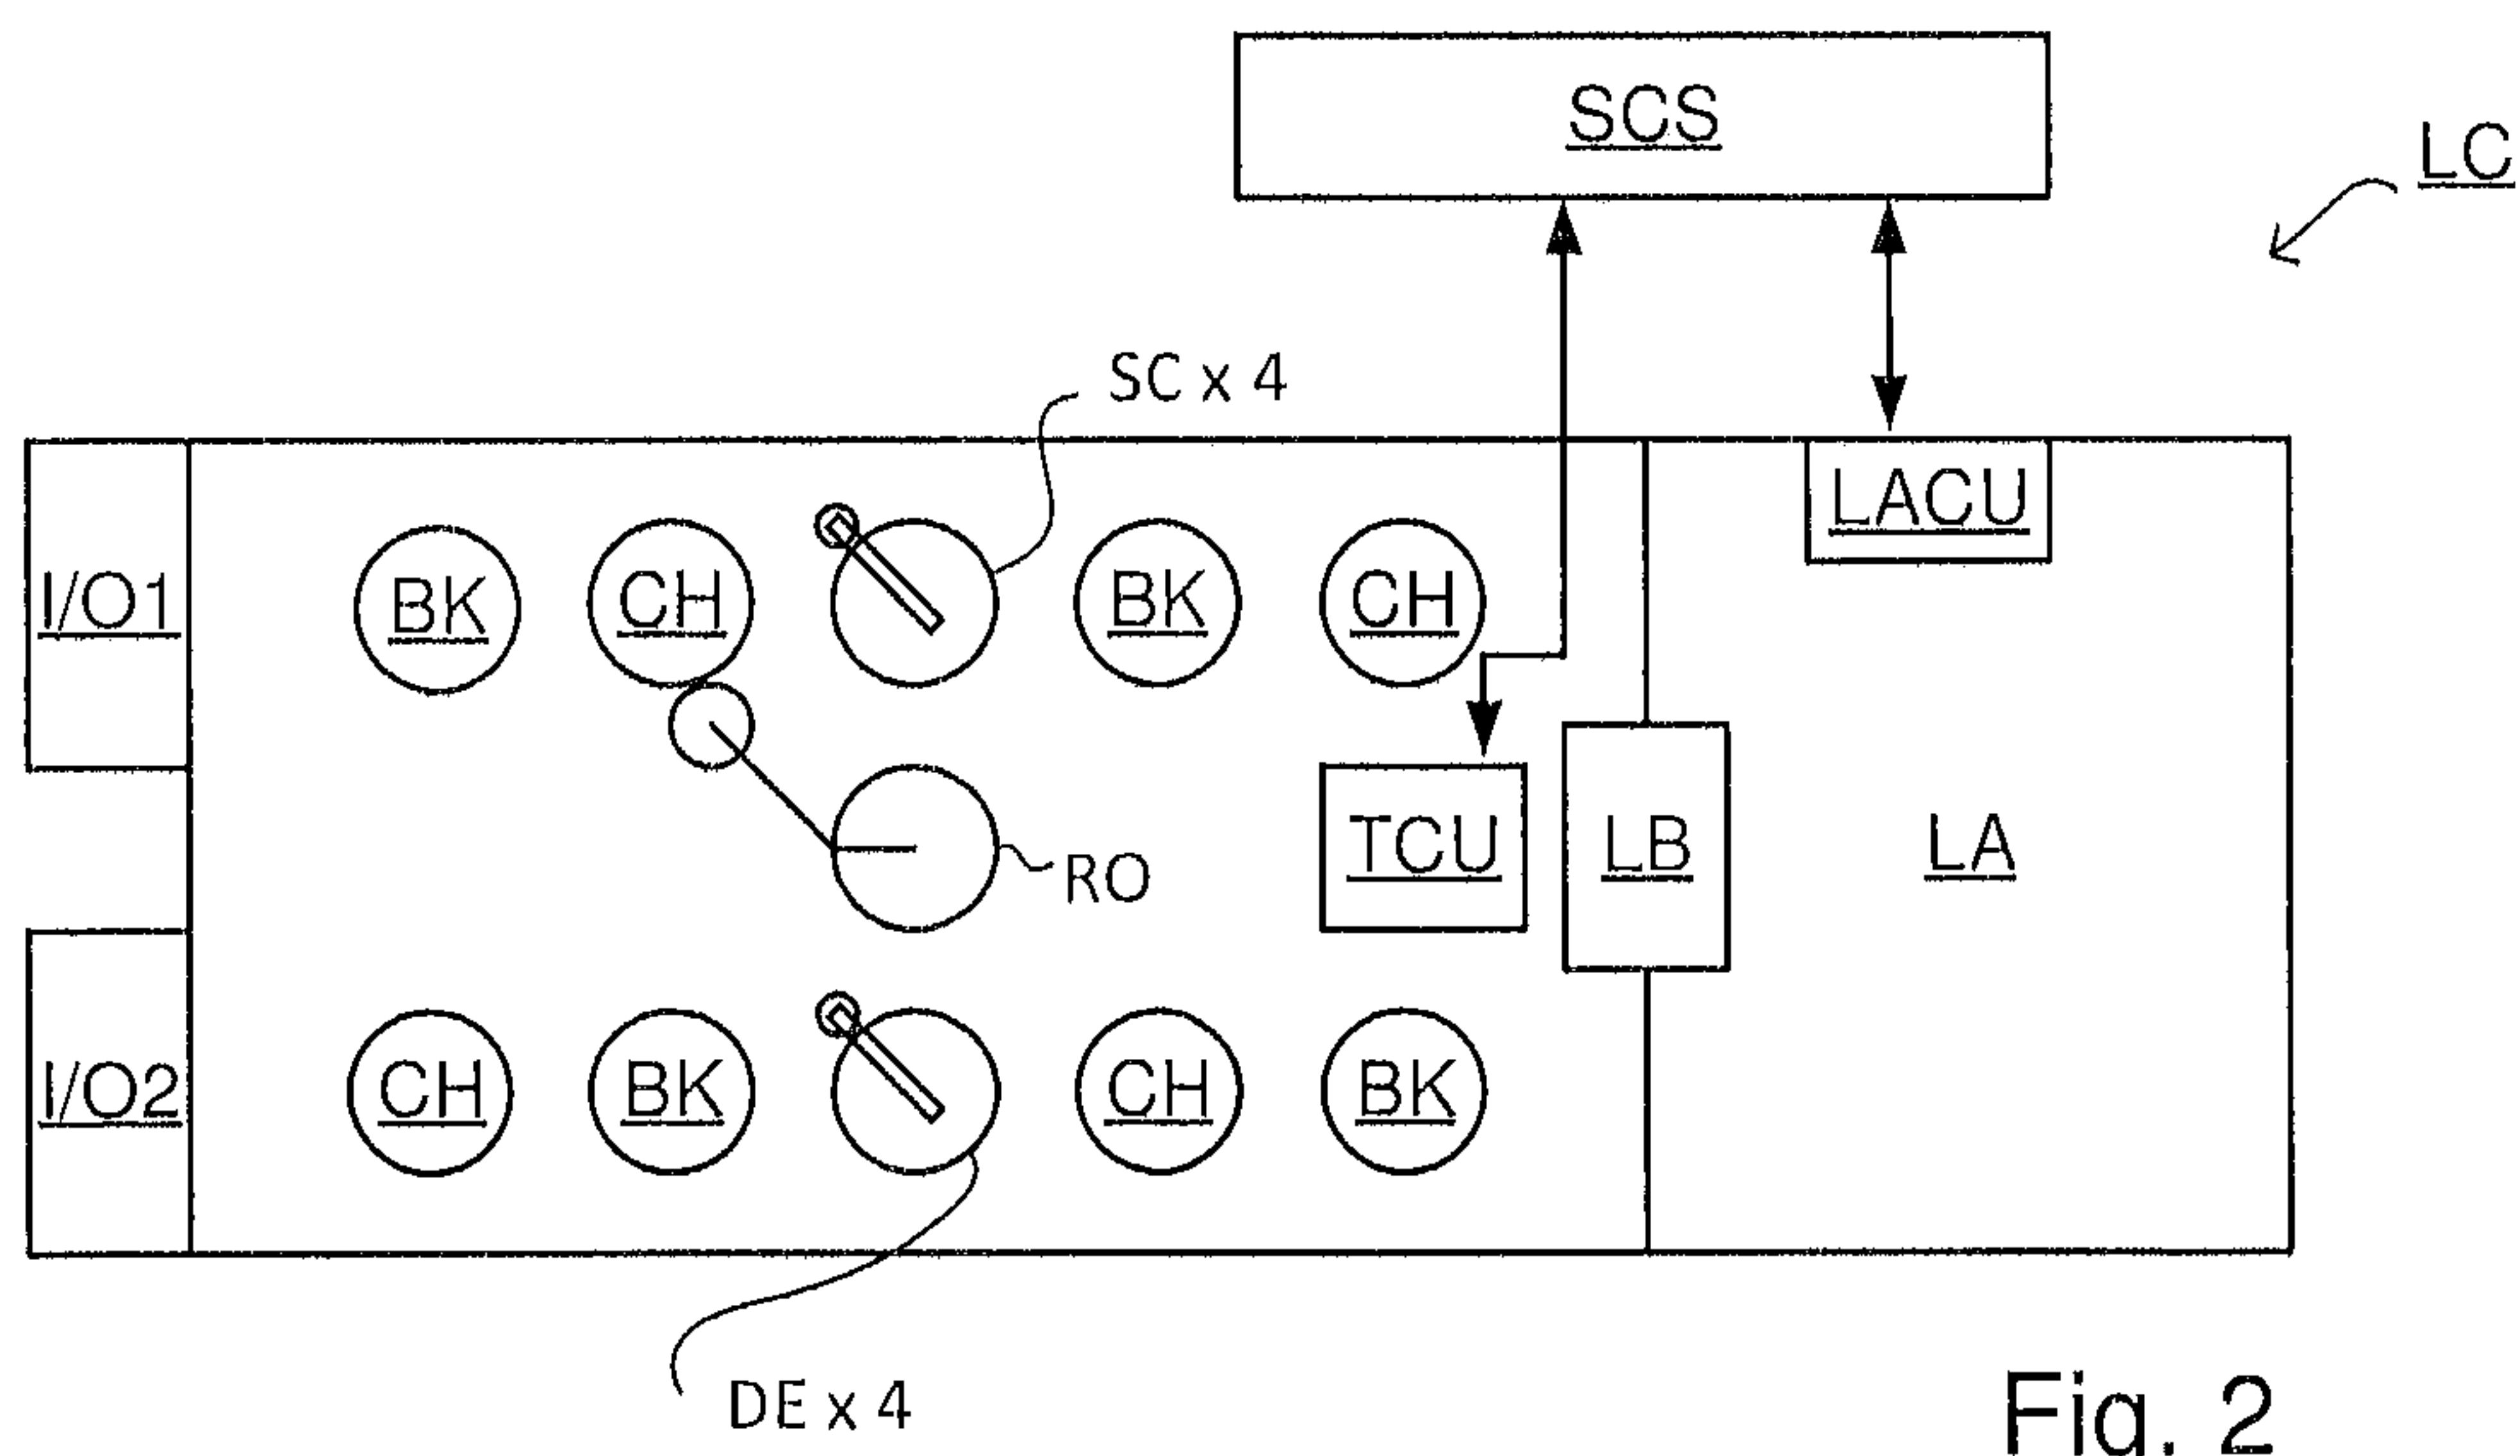 SCS
LC
SC x 4
LACU
I/O1
BK
CH
BK
CH
TCU
LB
LA
RO
I/O2
CH
BK
CH
BK
DE x 4
Fig. 2